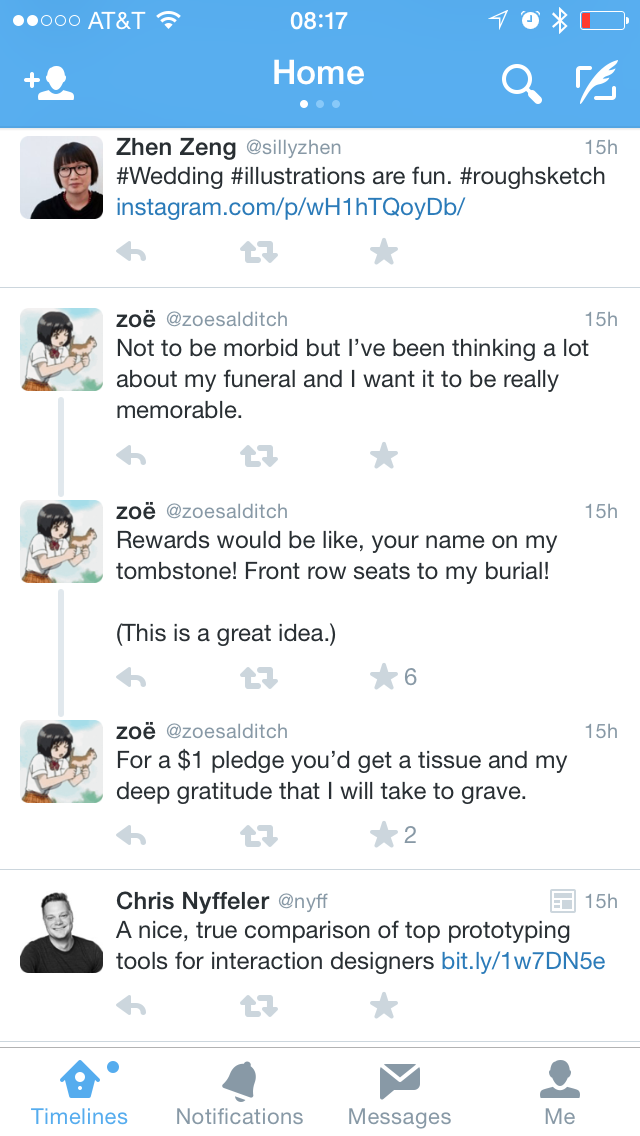 AT&T 08:17
Home
Zhen Zeng @sillyzhen 15h
#Wedding #illustrations are fun. #roughsketch
instagram.com/p/wH1hTQoyDb/
zoë @zoesalditch 15h
Not to be morbid but I’ve been thinking a lot
about my funeral and I want it to be really
memorable.
zoë @zoesalditch 15h
Rewards would be like, your name on my
tombstone! Front row seats to my burial!
(This is a great idea.)
6
zoë @zoesalditch 15h
For a $1 pledge you’d get a tissue and my
deep gratitude that I will take to grave.
2
Chris Nyffeler @nyff 15h
A nice, true comparison of top prototyping
tools for interaction designers bit.ly/1w7DN5e
Timelines Notifications Messages Me